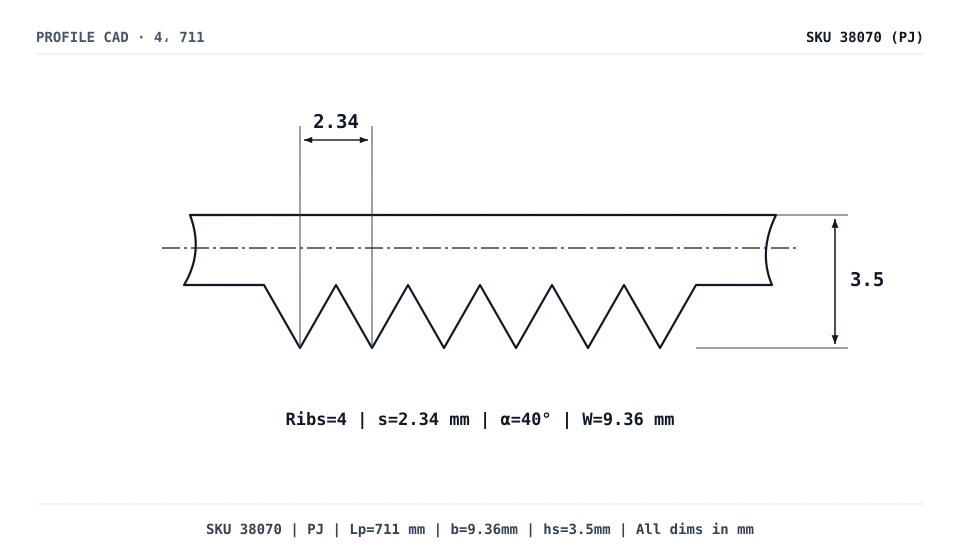 PROFILE CAD · 4، 711
SKU 38070 (PJ)
2.34
3.5
Ribs=4 | s=2.34 mm | α=40° | W=9.36 mm
SKU 38070 | PJ | Lp=711 mm | b=9.36mm | hs=3.5mm | All dims in mm